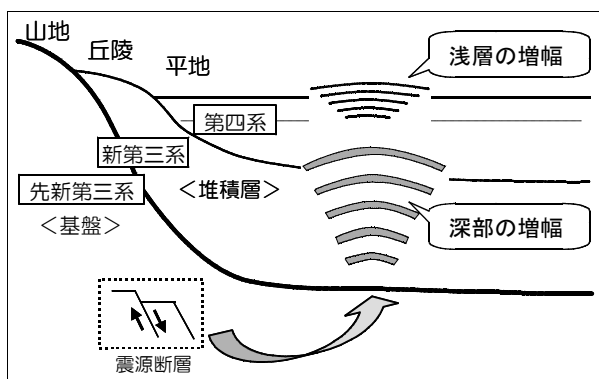 山地
丘陵
平地
浅層の増幅
第四系
新第三系
先新第三系
<堆積層>
<基盤>
深部の増幅
震源断層